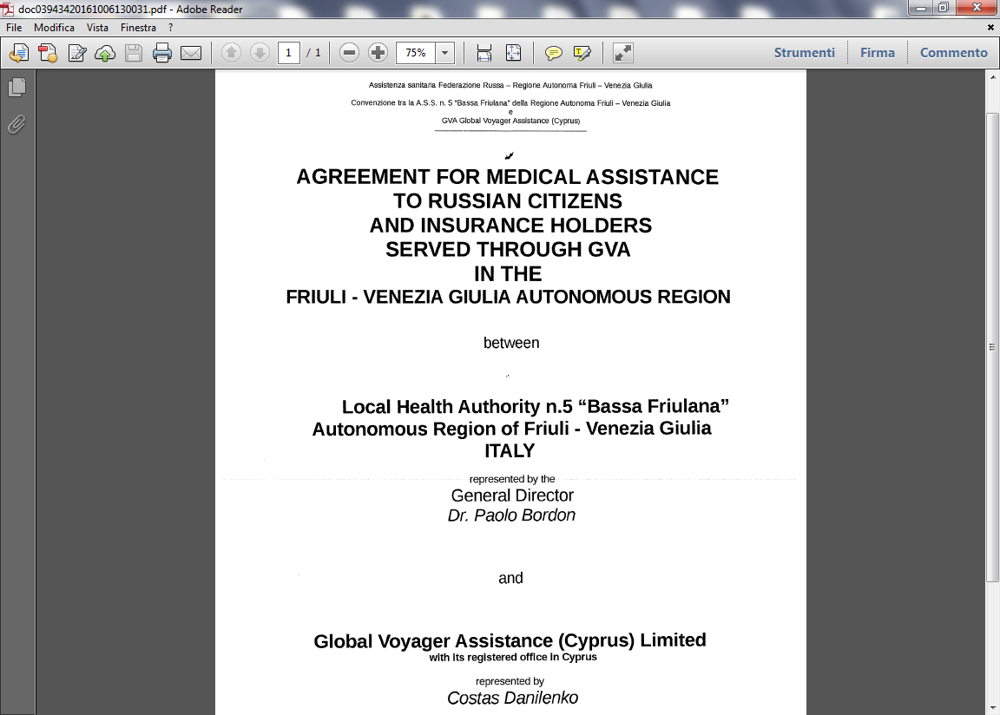 doc03943420161006130031.pdf - Adobe Reader
File Modifica Vista Finestra ?
1 / 1 75% Strumenti Firma Commento
Assistenza sanitaria Federazione Russa – Regione Autonoma Friuli – Venezia Giulia
Convenzione tra la A.S.S. n. 5 “Bassa Friulana” della Regione Autonoma Friuli – Venezia Giulia
e
GVA Global Voyager Assistance (Cyprus)
AGREEMENT FOR MEDICAL ASSISTANCE
TO RUSSIAN CITIZENS
AND INSURANCE HOLDERS
SERVED THROUGH GVA
IN THE
FRIULI - VENEZIA GIULIA AUTONOMOUS REGION
between
Local Health Authority n.5 “Bassa Friulana”
Autonomous Region of Friuli - Venezia Giulia
ITALY
represented by the
General Director
Dr. Paolo Bordon
and
Global Voyager Assistance (Cyprus) Limited
with its registered office in Cyprus
represented by
Costas Danilenko